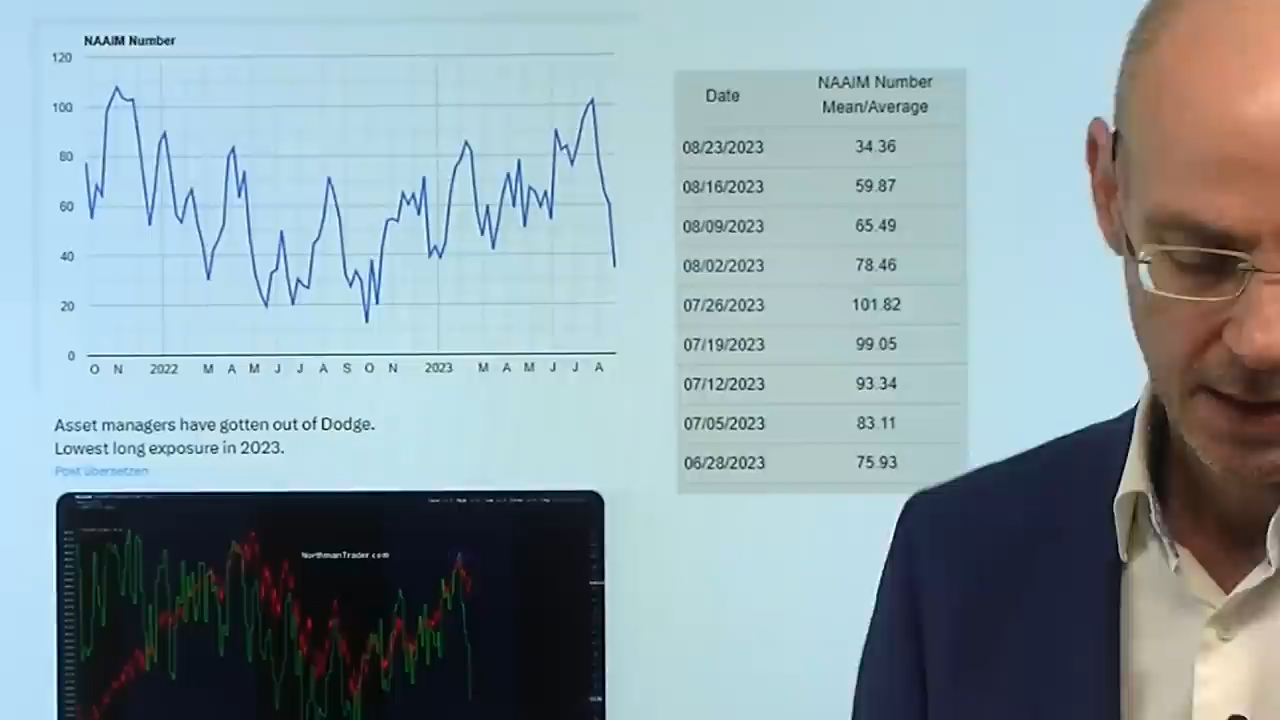 NAAIM Number
120
100
80
60
40
20
0
O N 2022 M A M J J A S O N 2023 M A M J J A
Asset managers have gotten out of Dodge.
Lowest long exposure in 2023.
Post übersetzen
NorthmanTrader.com
Date NAAIM Number
Mean/Average
08/23/2023 34.36
08/16/2023 59.87
08/09/2023 65.49
08/02/2023 78.46
07/26/2023 101.82
07/19/2023 99.05
07/12/2023 93.34
07/05/2023 83.11
06/28/2023 75.93